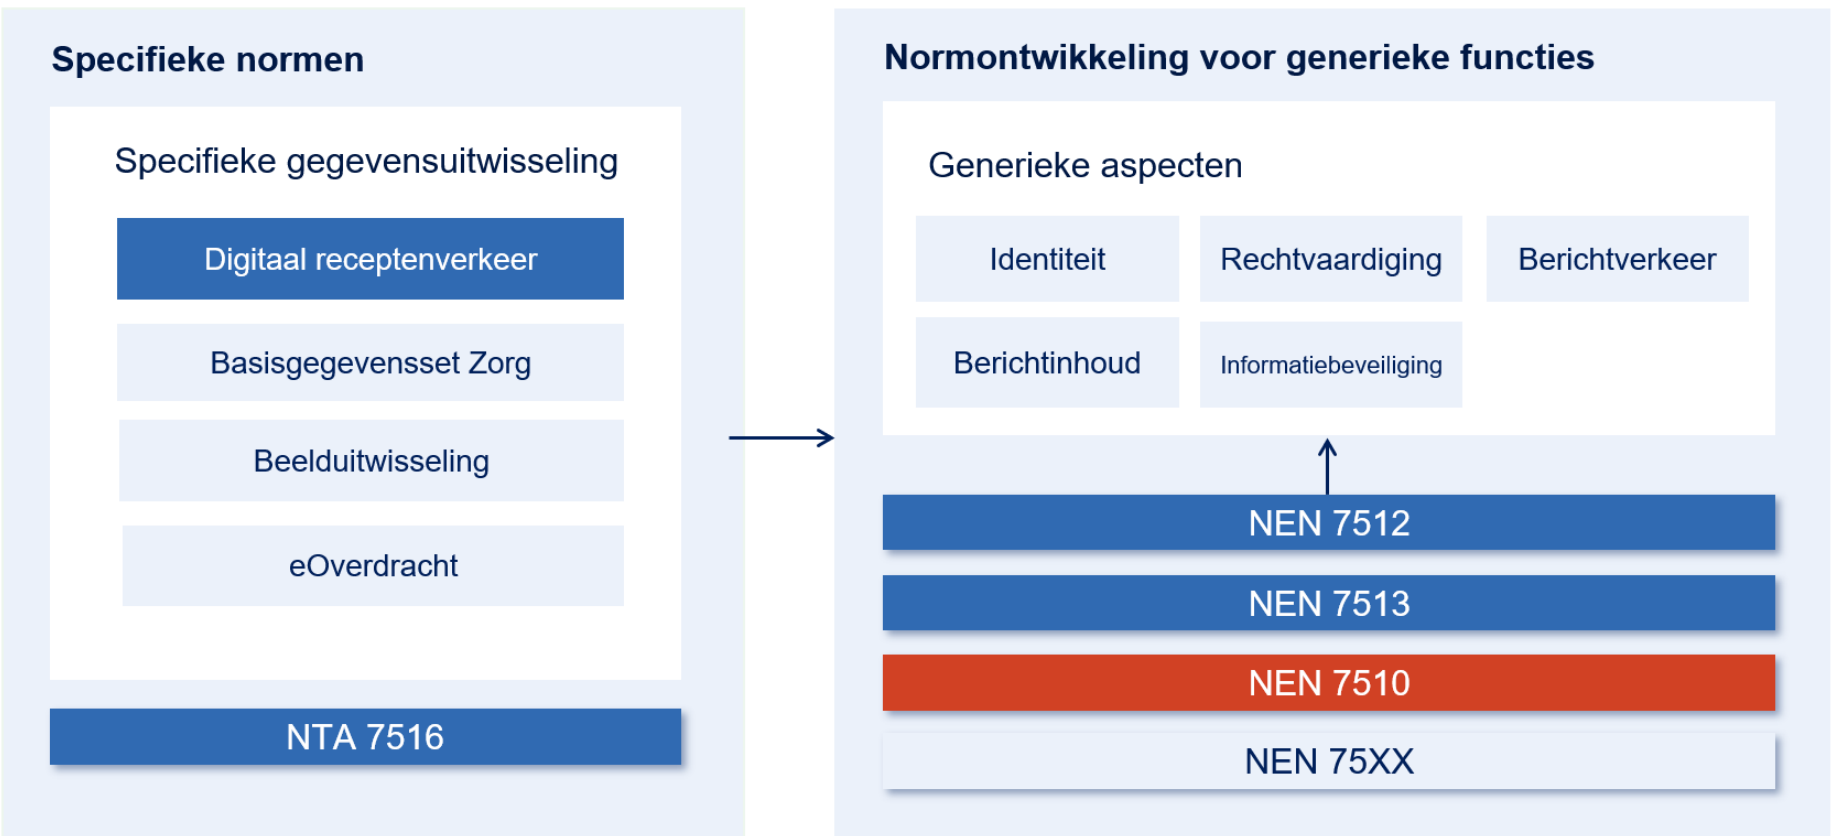 Specifieke normen
Specifieke gegevensuitwisseling
Digitaal receptenverkeer
Basisgegevensset Zorg
Beelduitwisseling
eOverdracht
NTA 7516
Normontwikkeling voor generieke functies
Generieke aspecten
Identiteit
Rechtvaardiging
Berichtverkeer
Berichtinhoud
Informatiebeveiliging
NEN 7512
NEN 7513
NEN 7510
NEN 75XX